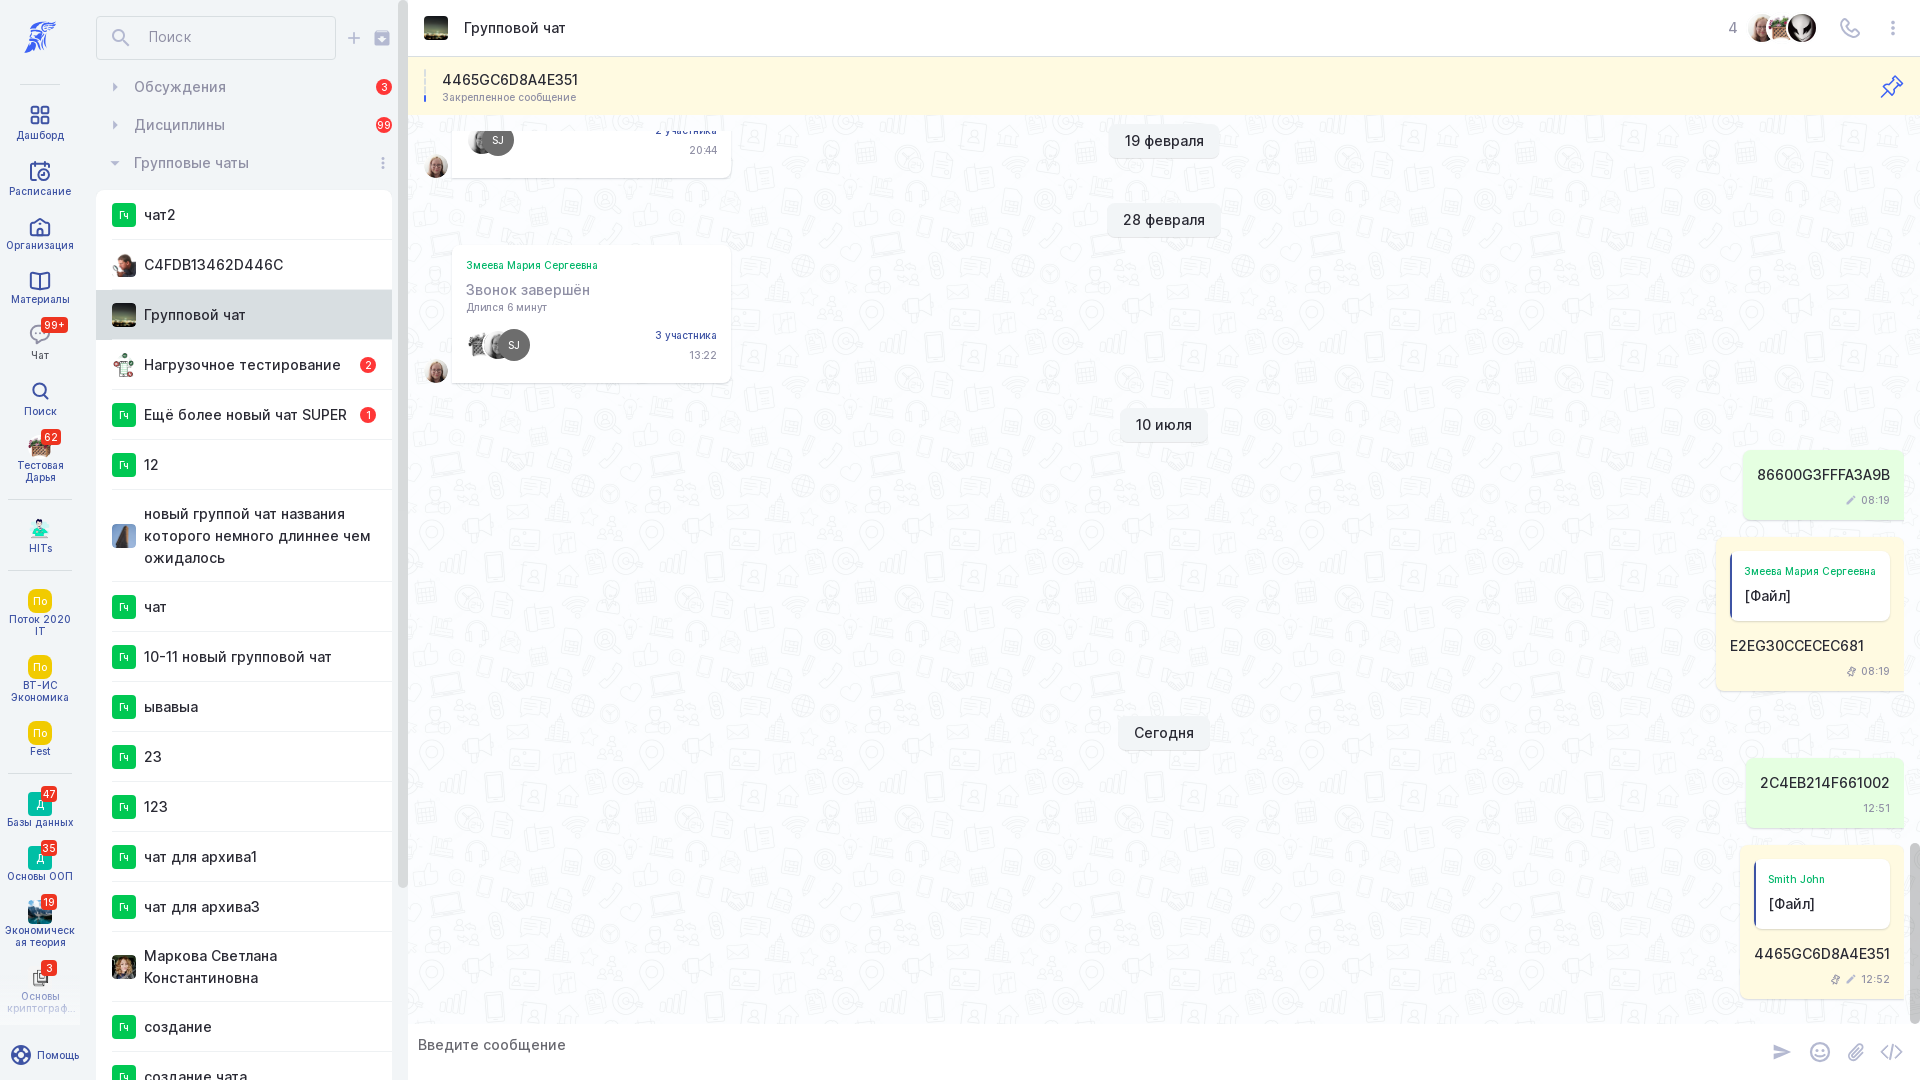 Дашборд
Расписание
Организация
Материалы
99+
Чат
Поиск
62
Тестовая
Дарья
HITs
По
Поток 2020
IT
По
ВТ-ИС
Экономика
По
Fest
47
Д
Базы данных
35
Д
Основы ООП
19
Экономическ
ая теория
3
Основы
криптограф...
Помощь
Поиск
Обсуждения
3
Дисциплины
99
Групповые чаты
Гч
чат2
C4FDB13462D446C
Групповой чат
Нагрузочное тестирование
2
Гч
Ещё более новый чат SUPER
1
Гч
12
новый группой чат названия
которого немного длиннее чем
ожидалось
Гч
чат
Гч
10-11 новый групповой чат
Гч
ывавыа
Гч
23
Гч
123
Гч
чат для архива1
Гч
чат для архива3
Маркова Светлана
Константиновна
Гч
создание
Гч
создание чата
Групповой чат
4
4465GC6D8A4E351
Закрепленное сообщение
SJ
2 участника
20:44
19 февраля
28 февраля
Змеева Мария Сергеевна
Звонок завершён
Длился 6 минут
SJ
3 участника
13:22
10 июля
86600G3FFFA3A9B
08:19
Змеева Мария Сергеевна
[Файл]
E2EG30CCECEC681
08:19
Сегодня
2C4EB214F661002
12:51
Smith John
[Файл]
4465GC6D8A4E351
12:52
Введите сообщение